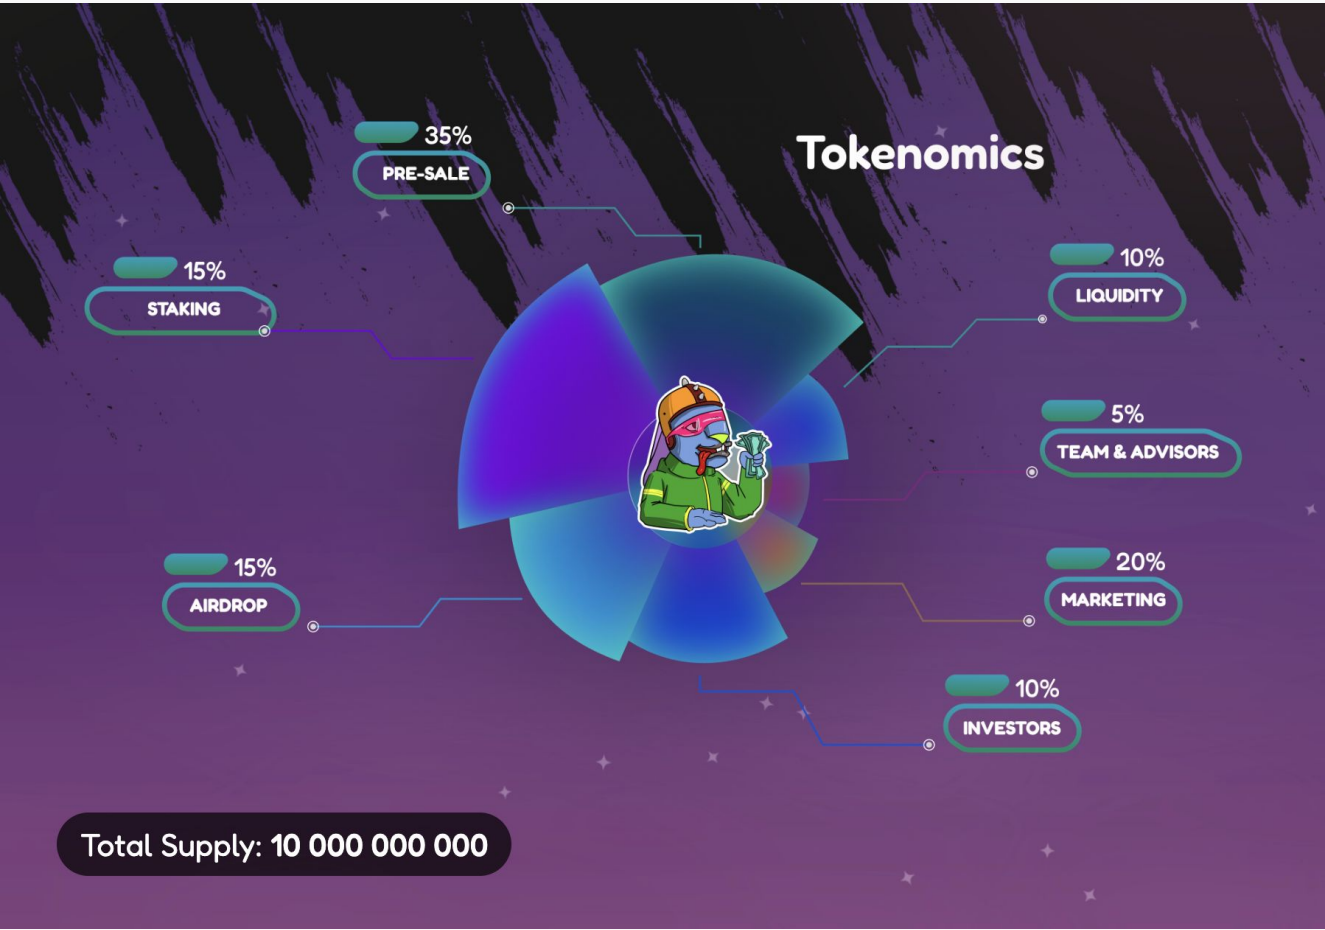 Tokenomics
35%
PRE-SALE
15%
STAKING
15%
AIRDROP
10%
LIQUIDITY
5%
TEAM & ADVISORS
20%
MARKETING
10%
INVESTORS
Total Supply: 10 000 000 000